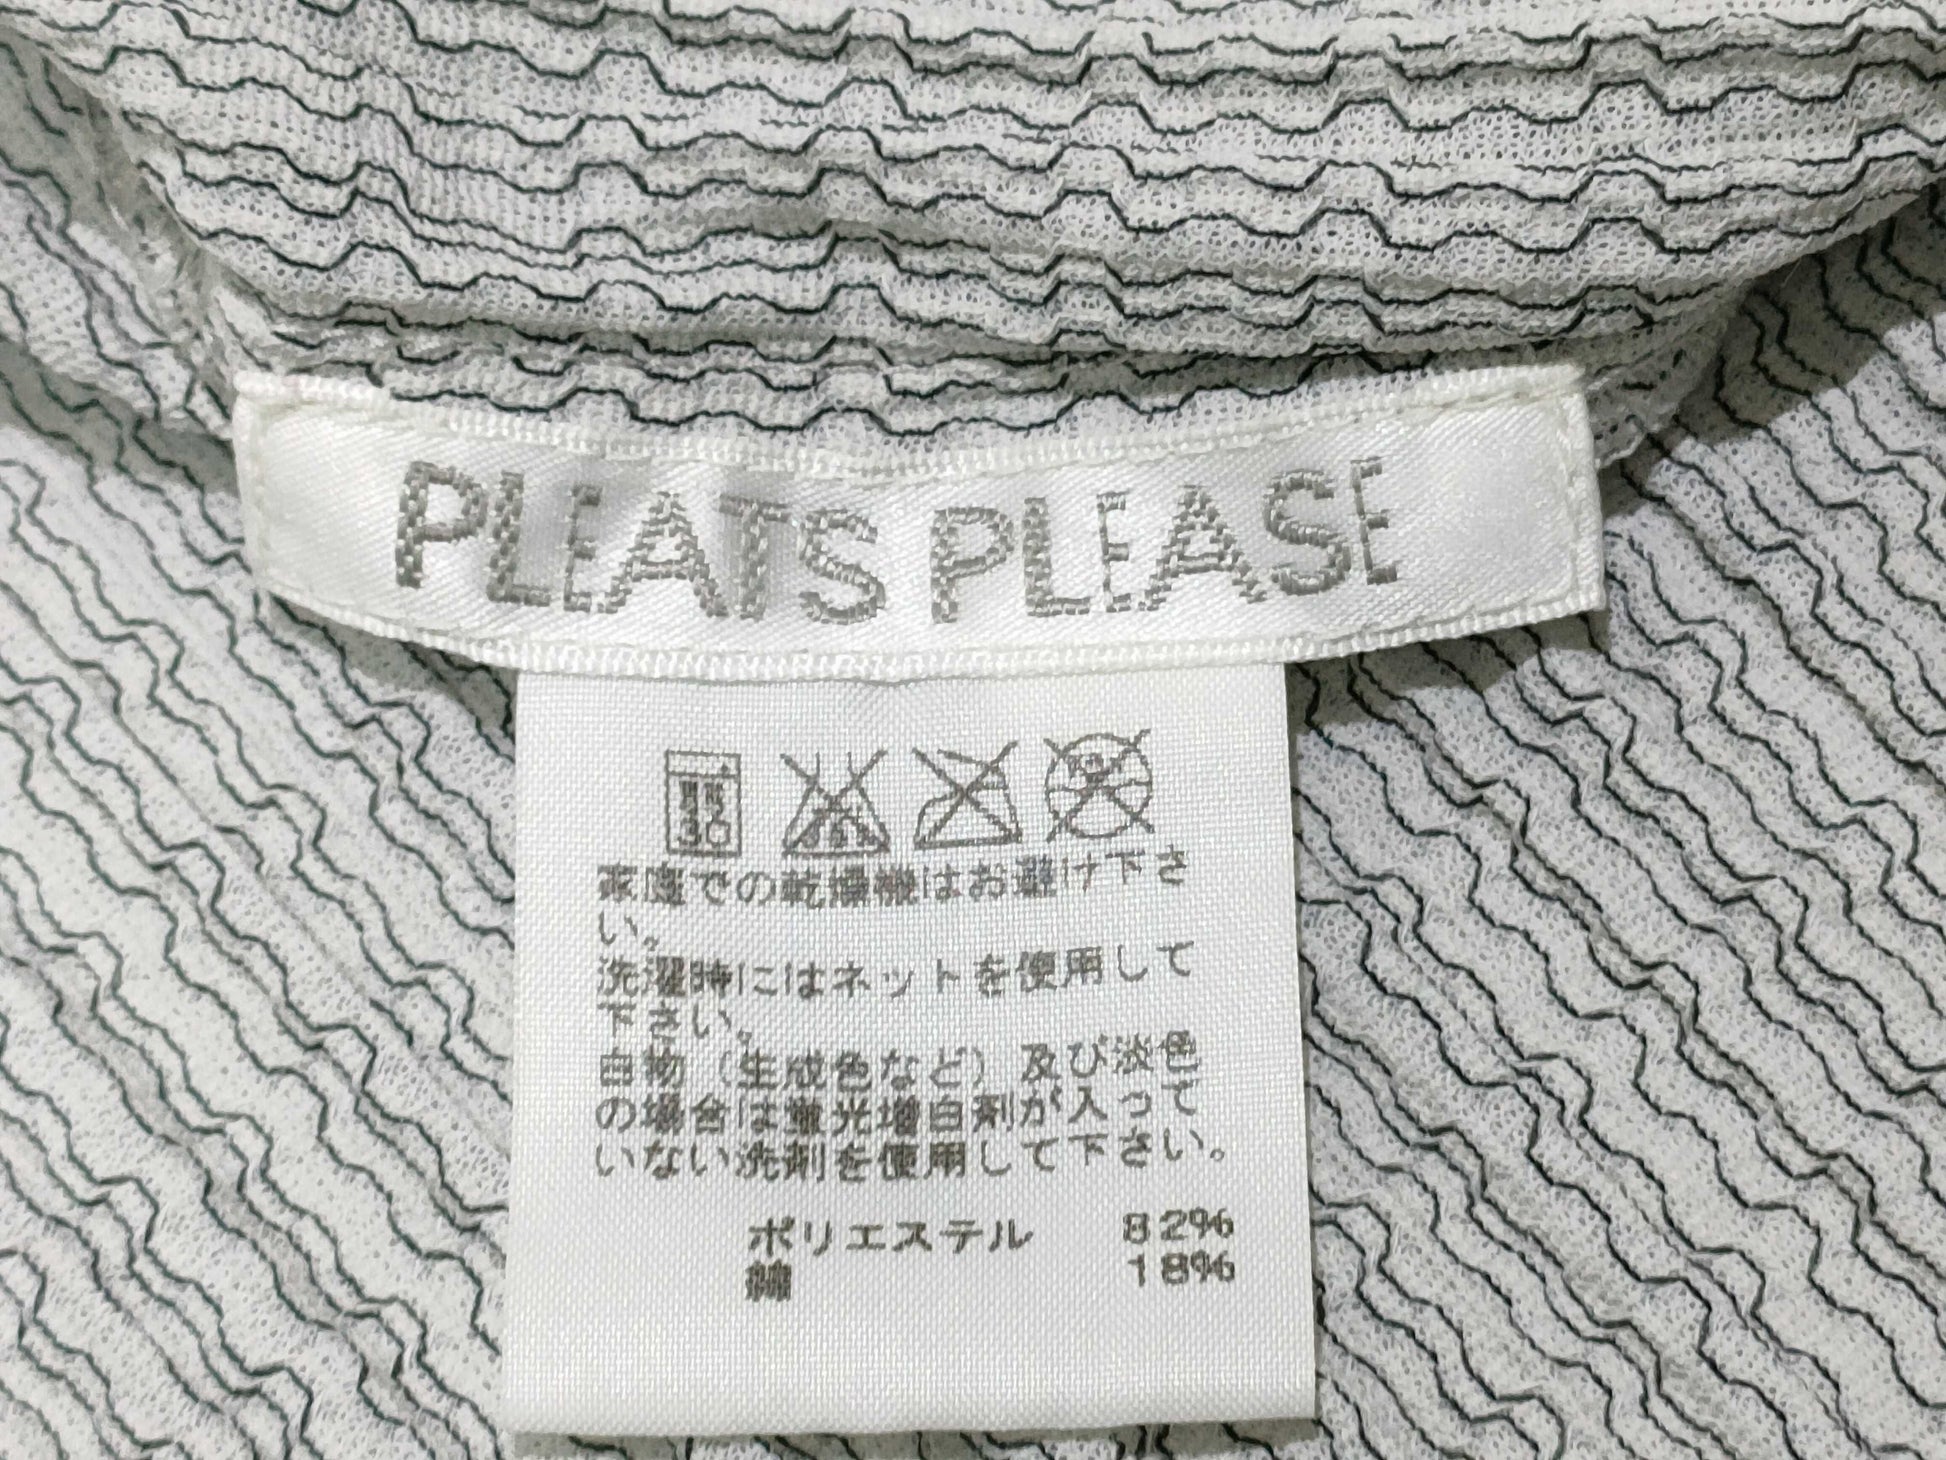 PLEATS PLEASE
30
家庭での乾燥機はお避け下さ
い。
洗濯時にはネットを使用して
下さい。
白物（生成色など）及び淡色
の場合は蛍光増白剤が入って
いない洗剤を使用して下さい。
ポリエステル 82%
綿 18%